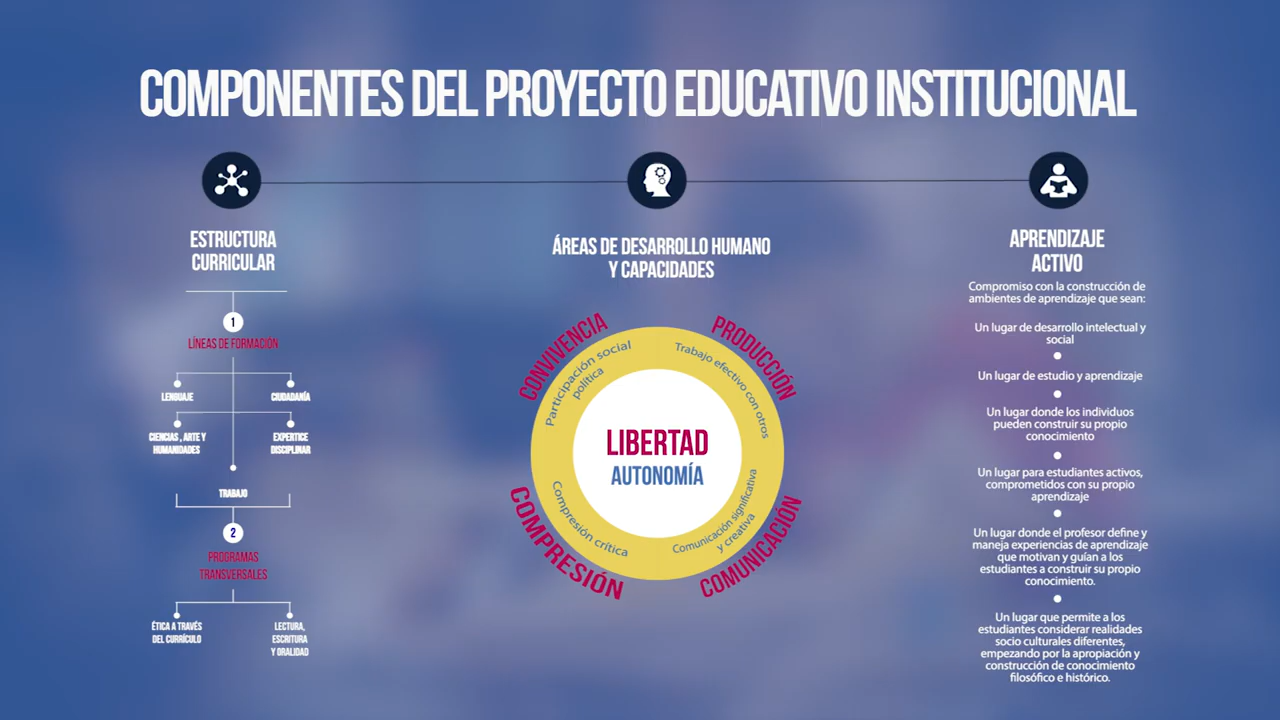 COMPONENTES DEL PROYECTO EDUCATIVO INSTITUCIONAL
ESTRUCTURA
CURRICULAR
1
LÍNEAS DE FORMACIÓN
LENGUAJE
CIUDADANÍA
CIENCIAS , ARTE Y
HUMANIDADES
EXPERTICE
DISCIPLINAR
TRABAJO
2
PROGRAMAS
TRANSVERSALES
ÉTICA A TRAVÉS
DEL CURRÍCULO
LECTURA,
ESCRITURA
Y ORALIDAD
ÁREAS DE DESARROLLO HUMANO
Y CAPACIDADES
CONVIVENCIA
Participación social
política
PRODUCCIÓN
Trabajo efectivo con otros
LIBERTAD
AUTONOMÍA
COMPRESIÓN
Compresión crítica
COMUNICACIÓN
Comunicación significativa
y creativa
APRENDIZAJE
ACTIVO
Compromiso con la construcción de
ambientes de aprendizaje que sean:
Un lugar de desarrollo intelectual y
social
Un lugar de estudio y aprendizaje
Un lugar donde los individuos
pueden construir su propio
conocimiento
Un lugar para estudiantes activos,
comprometidos con su propio
aprendizaje
Un lugar donde el profesor define y
maneja experiencias de aprendizaje
que motivan y guían a los
estudiantes a construir su propio
conocimiento.
Un lugar que permite a los
estudiantes considerar realidades
socio culturales diferentes,
empezando por la apropiación y
construcción de conocimiento
filosófico e histórico.